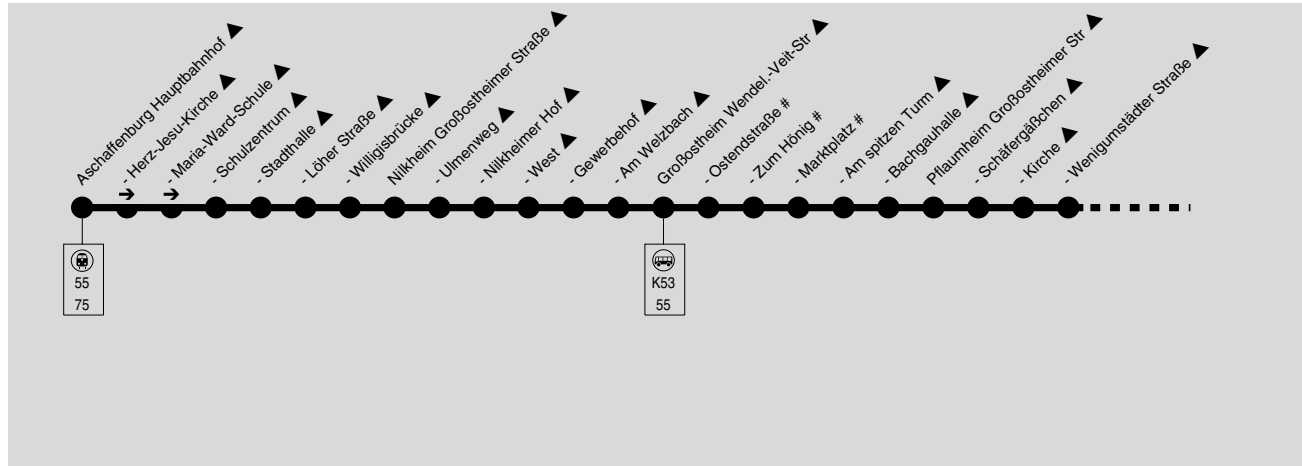 Aschaffenburg Hauptbahnhof
- Herz-Jesu-Kirche
- Maria-Ward-Schule
- Schulzentrum
- Stadthalle
- Löher Straße
- Willigisbrücke
Nilkheim Großostheimer Straße
- Ulmenweg
- Nilkheimer Hof
- West
- Gewerbehof
- Am Welzbach
Großostheim Wendel.-Veit-Str
- Ostendstraße #
- Zum Hönig #
- Marktplatz #
- Am spitzen Turm
- Bachgauhalle
Pflaumheim Großostheimer Str
- Schäfergäßchen
- Kirche
- Wenigumstädter Straße
55
75
K53
55